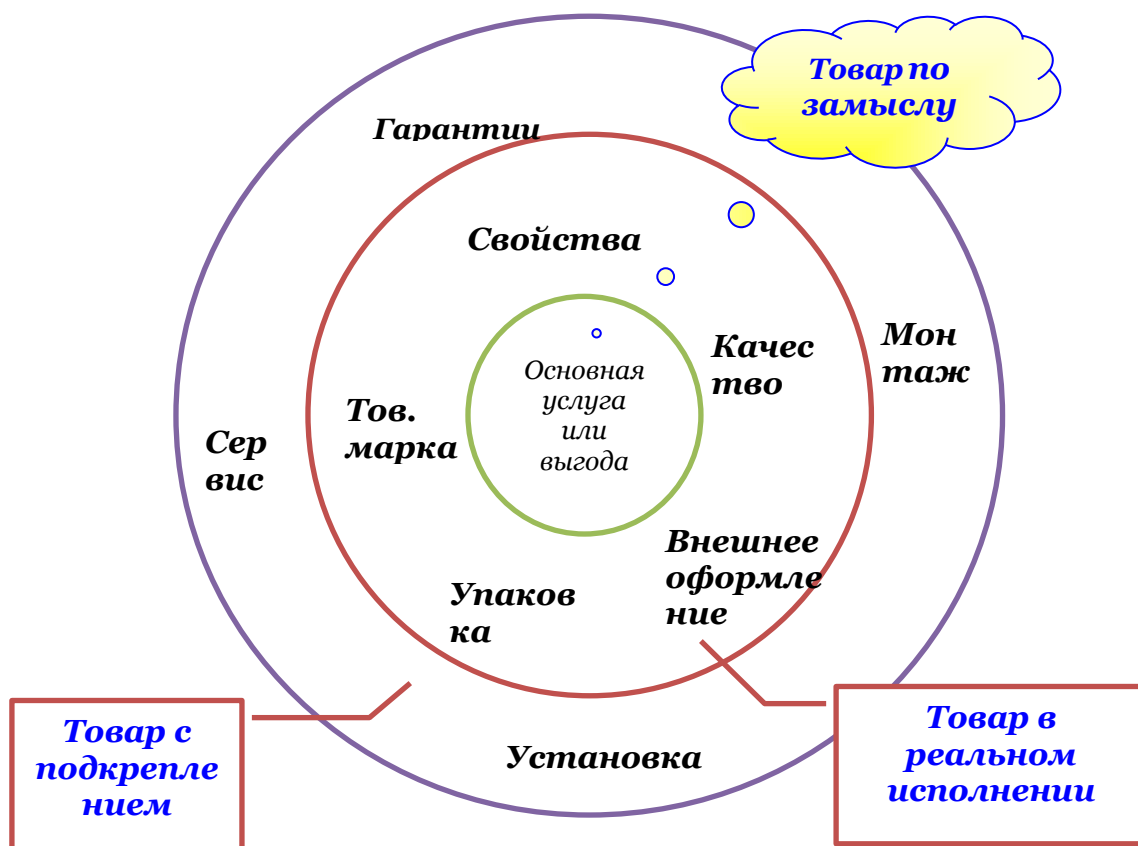 Товар по
замыслу
Гарантии
Свойства
Качес
тво
Мон
таж
Основная
услуга
или
выгода
Тов.
марка
Сер
вис
Внешнее
оформле
ние
Упаков
ка
Установка
Товар с
подкрепле
нием
Товар в
реальном
исполнении